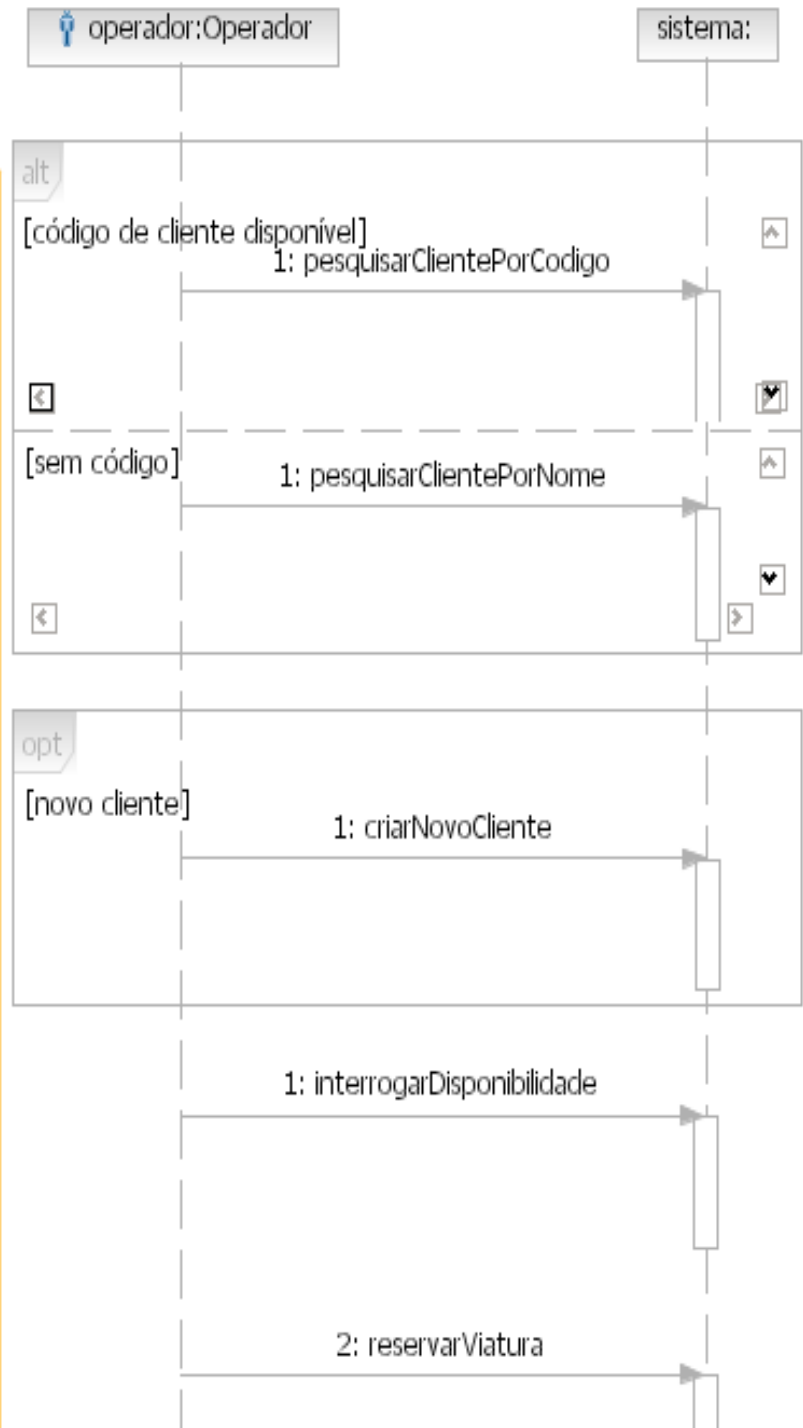 operador:Operador
sistema:
alt
[código de cliente disponível]
1: pesquisarClientePorCodigo
[sem código]
1: pesquisarClientePorNome
opt
[novo cliente]
1: criarNovoCliente
1: interrogarDisponibilidade
2: reservarViatura